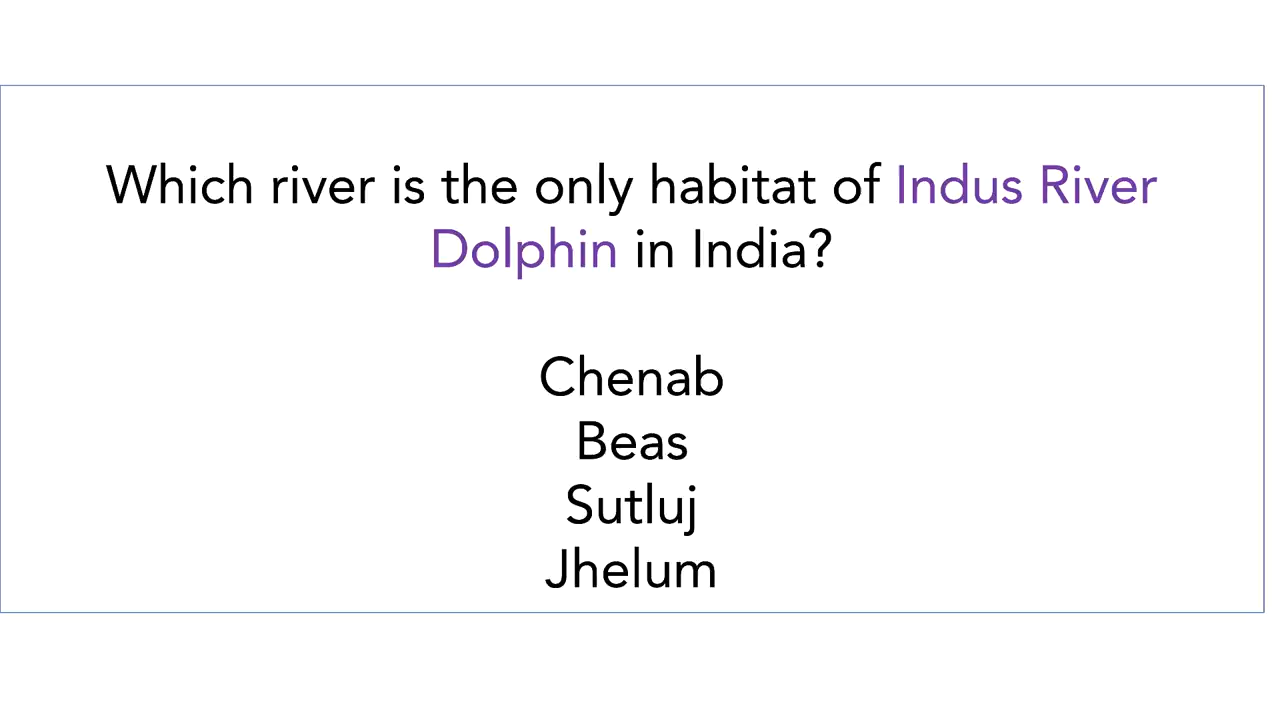 Which river is the only habitat of Indus River
Dolphin in India?
Chenab
Beas
Sutluj
Jhelum